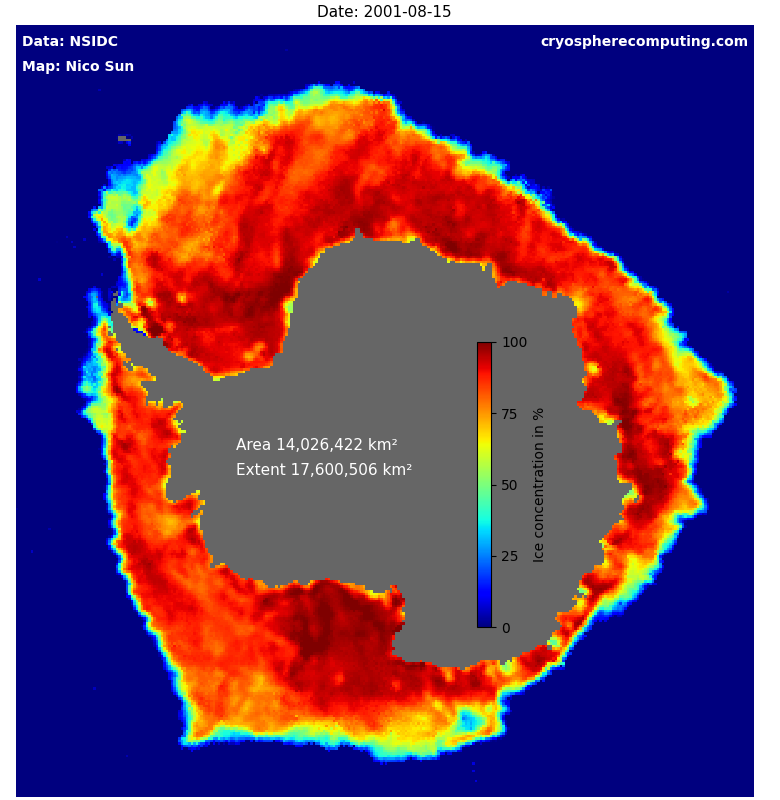 Date: 2001-08-15
Data: NSIDC
cryospherecomputing.com
Map: Nico Sun
Area 14,026,422 km²
Extent 17,600,506 km²
100
75
50
25
0
Ice concentration in %